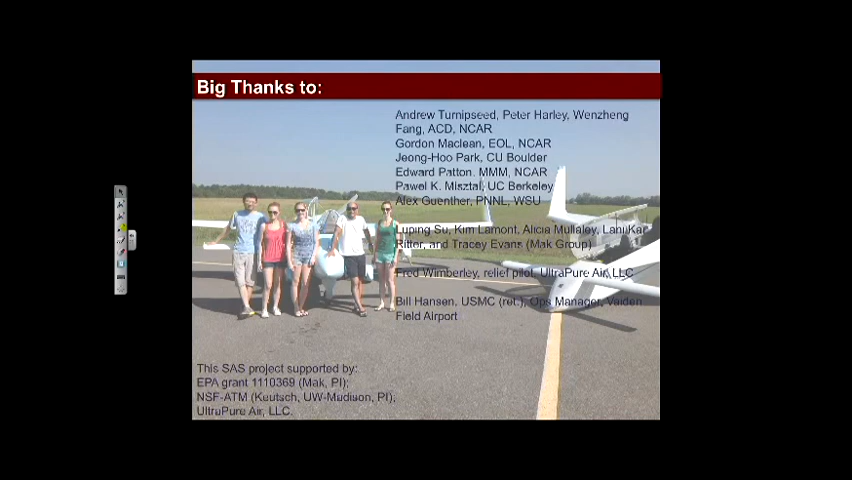 Big Thanks to:
Andrew Turnipseed, Peter Harley, Wenzheng
Fang, ACD, NCAR
Gordon Maclean, EOL, NCAR
Jeong-Hoo Park, CU Boulder
Edward Patton. MMM, NCAR
Pawel K. Misztal, UC Berkeley
Alex Guenther, PNNL, WSU
Luping Su, Kim Lamont, Alicia Mullaley, Lani Kai
Ritter, and Tracey Evans (Mak Group)
Fred Wimberley, relief pilot, UltraPure Air, LLC
Bill Hansen, USMC (ret.), Ops Manager, Vaiden
Field Airport
This SAS project supported by:
EPA grant 1110369 (Mak, PI);
NSF-ATM (Keutsch, UW-Madison, PI),
UltraPure Air, LLC.